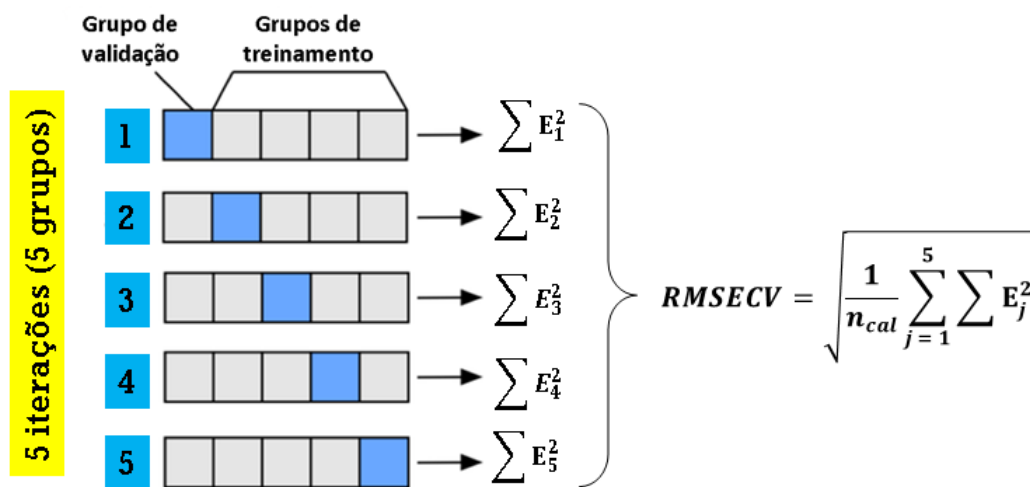 Grupo de
validação
Grupos de
treinamento
5 iterações (5 grupos)
1
∑ E₁²
2
∑ E₂²
3
∑ E₃²
4
∑ E₄²
5
∑ E₅²
RMSECV = √(1/n_cal ∑_{j = 1}^{5} ∑ E_j²)